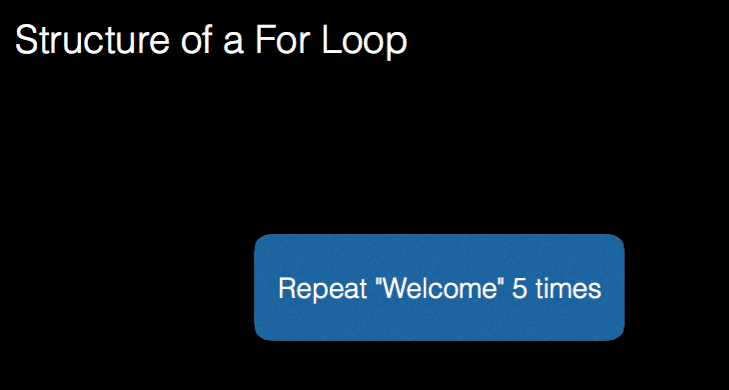 Structure of a For Loop
Repeat "Welcome" 5 times